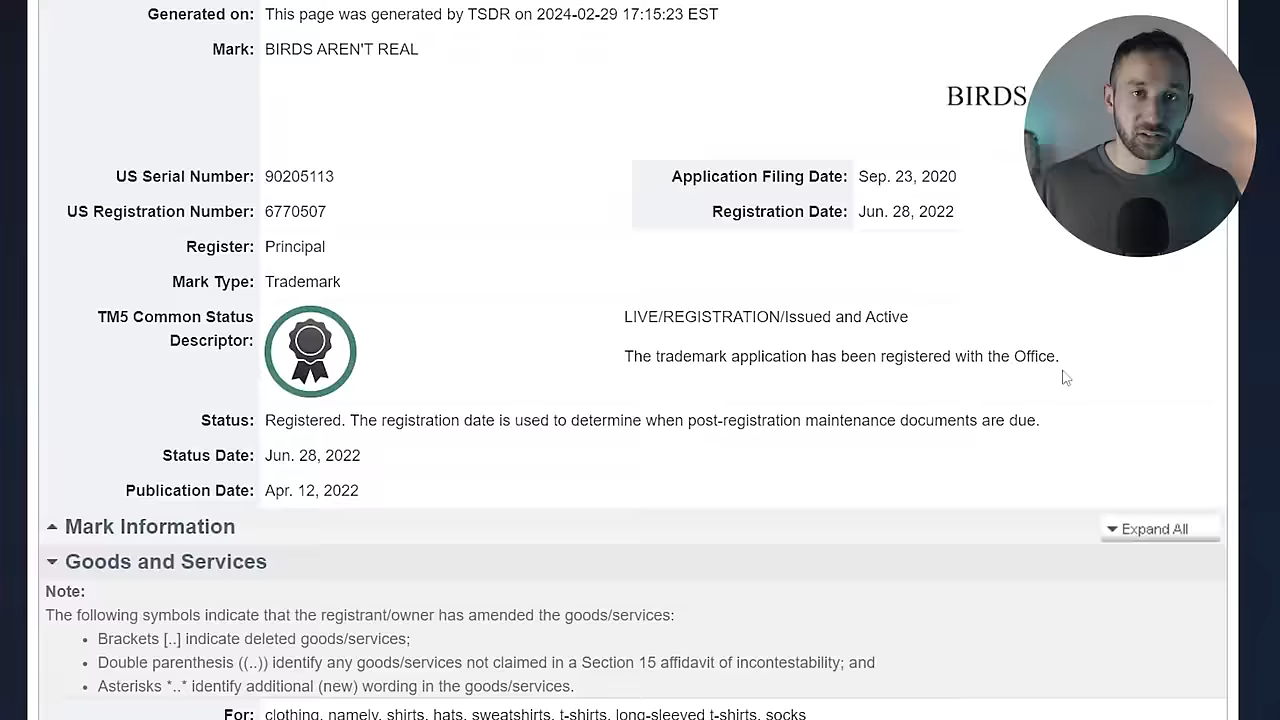 Generated on: This page was generated by TSDR on 2024-02-29 17:15:23 EST
Mark: BIRDS AREN'T REAL
BIRDS
US Serial Number: 90205113
Application Filing Date: Sep. 23, 2020
US Registration Number: 6770507
Registration Date: Jun. 28, 2022
Register: Principal
Mark Type: Trademark
TM5 Common Status Descriptor:
LIVE/REGISTRATION/Issued and Active
The trademark application has been registered with the Office.
Status: Registered. The registration date is used to determine when post-registration maintenance documents are due.
Status Date: Jun. 28, 2022
Publication Date: Apr. 12, 2022
Mark Information
Expand All
Goods and Services
Note:
The following symbols indicate that the registrant/owner has amended the goods/services:
• Brackets [..] indicate deleted goods/services;
• Double parenthesis ((..)) identify any goods/services not claimed in a Section 15 affidavit of incontestability; and
• Asterisks *..* identify additional (new) wording in the goods/services.
For: clothing, namely, shirts, hats, sweatshirts, t-shirts, long-sleeved t-shirts, socks